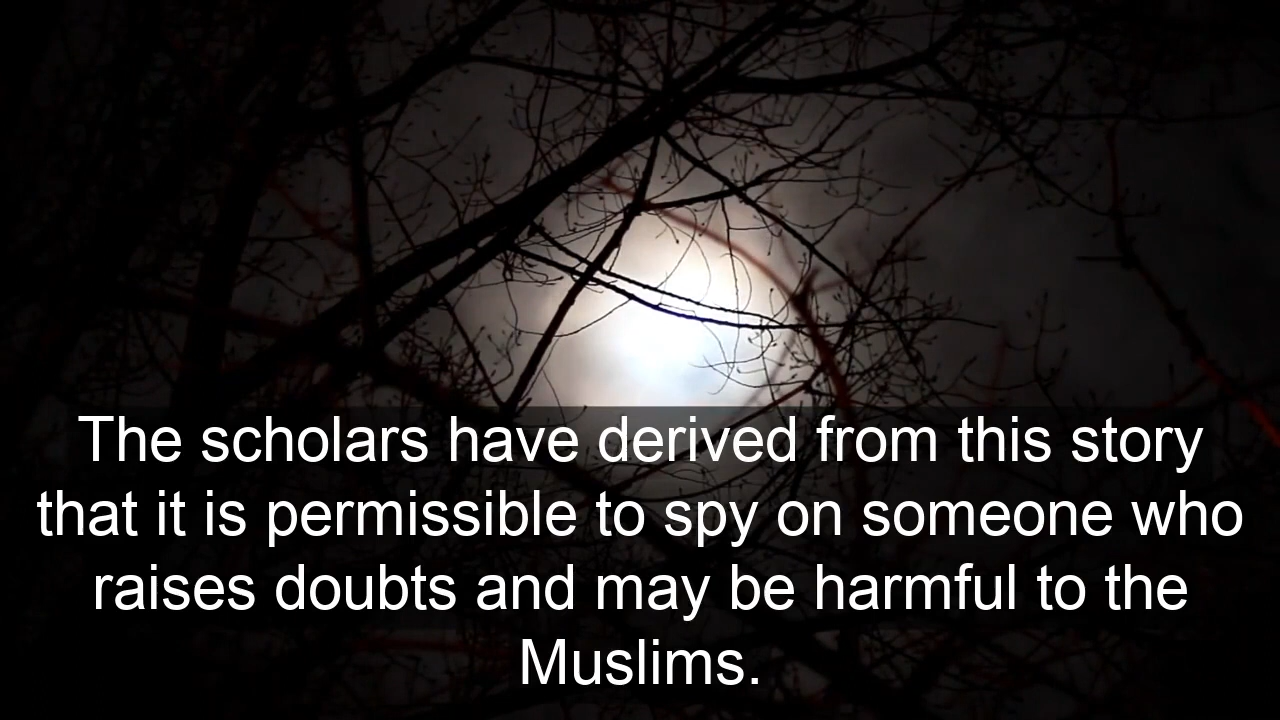 The scholars have derived from this story
that it is permissible to spy on someone who
raises doubts and may be harmful to the
Muslims.